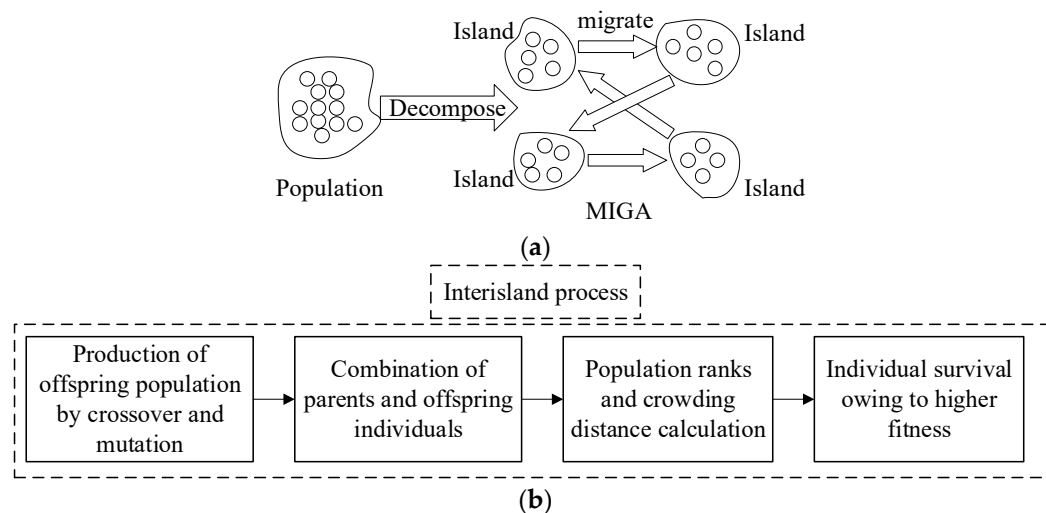 Island
migrate
Island
Decompose
Population
Island
Island
MIGA
(a)
Interisland process
Production of
offspring population
by crossover and
mutation
Combination of
parents and offspring
individuals
Population ranks
and crowding
distance calculation
Individual survival
owing to higher
fitness
(b)